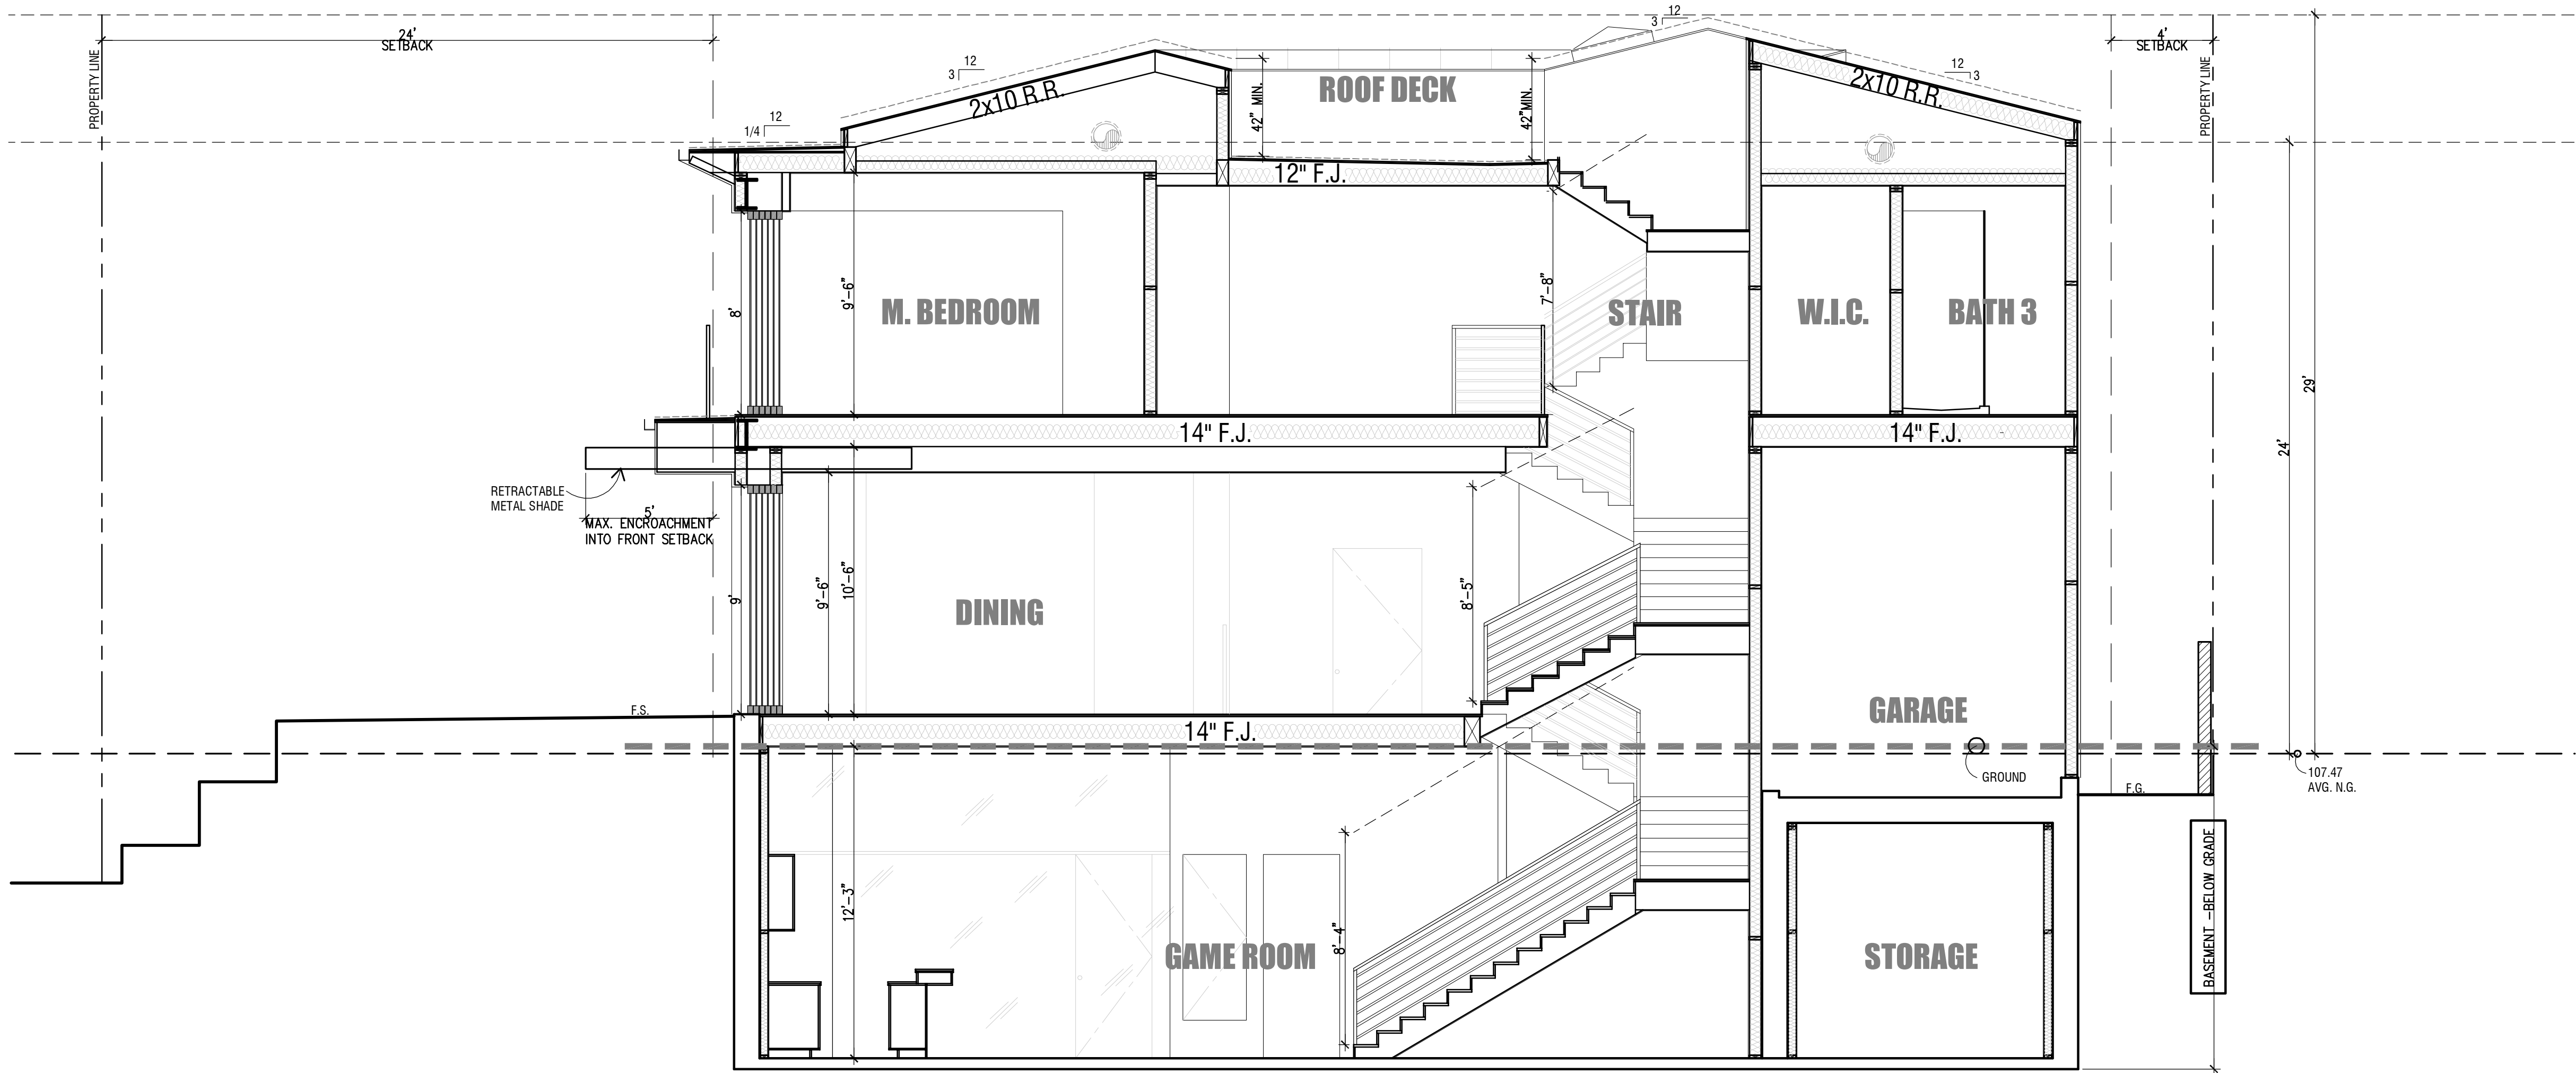 24'
SETBACK
PROPERTY LINE
12
3
2x10 R.R.
12
1/4
42" MIN.
ROOF DECK
42"MIN.
12
3
2x10 R.R.
12
3
4'
SETBACK
PROPERTY LINE
12" F.J.
8'
9'-6"
M. BEDROOM
7'-8"
STAIR
W.I.C.
BATH 3
29'
24'
14" F.J.
14" F.J.
RETRACTABLE
METAL SHADE
5'
MAX. ENCROACHMENT
INTO FRONT SETBACK
9'
9'-6"
10'-6"
DINING
8'-5"
F.S.
14" F.J.
GARAGE
GROUND
107.47
AVG. N.G.
F.G.
12'-3"
GAME ROOM
8'-4"
STORAGE
BASEMENT -BELOW GRADE